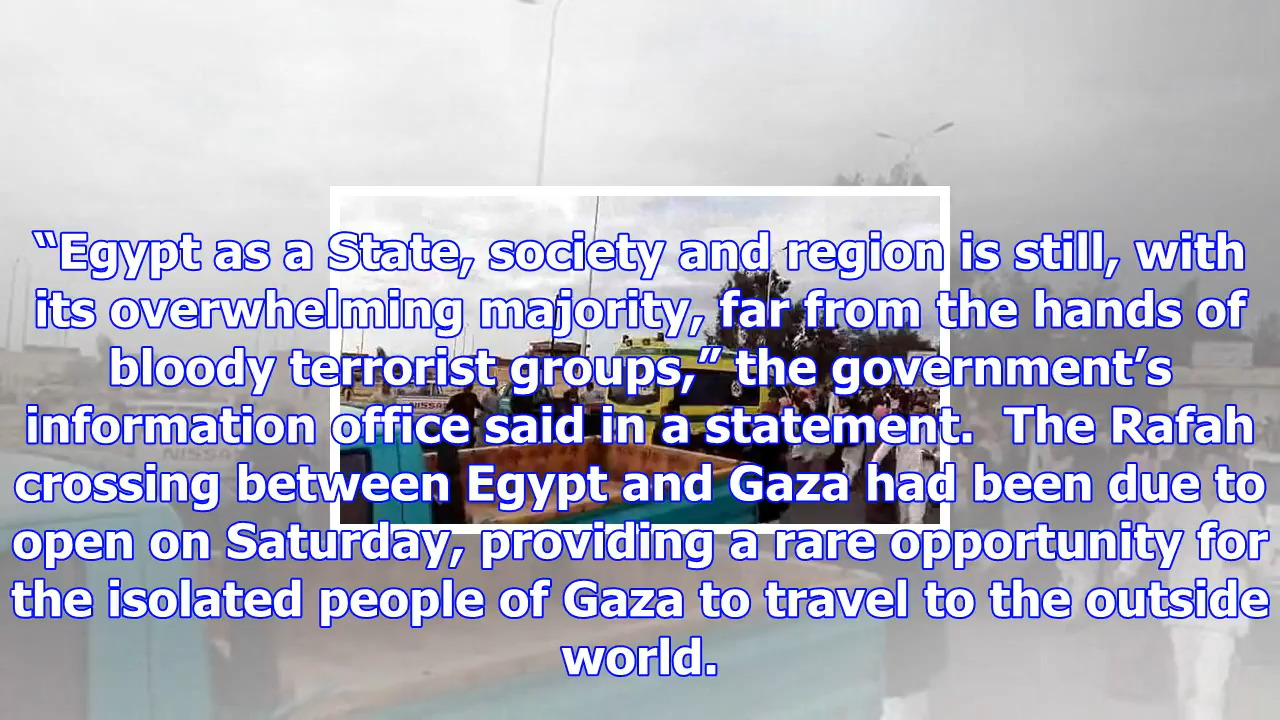 “Egypt as a State, society and region is still, with
its overwhelming majority, far from the hands of
bloody terrorist groups,” the government’s
information office said in a statement.  The Rafah
crossing between Egypt and Gaza had been due to
open on Saturday, providing a rare opportunity for
the isolated people of Gaza to travel to the outside
world.
NISSAN